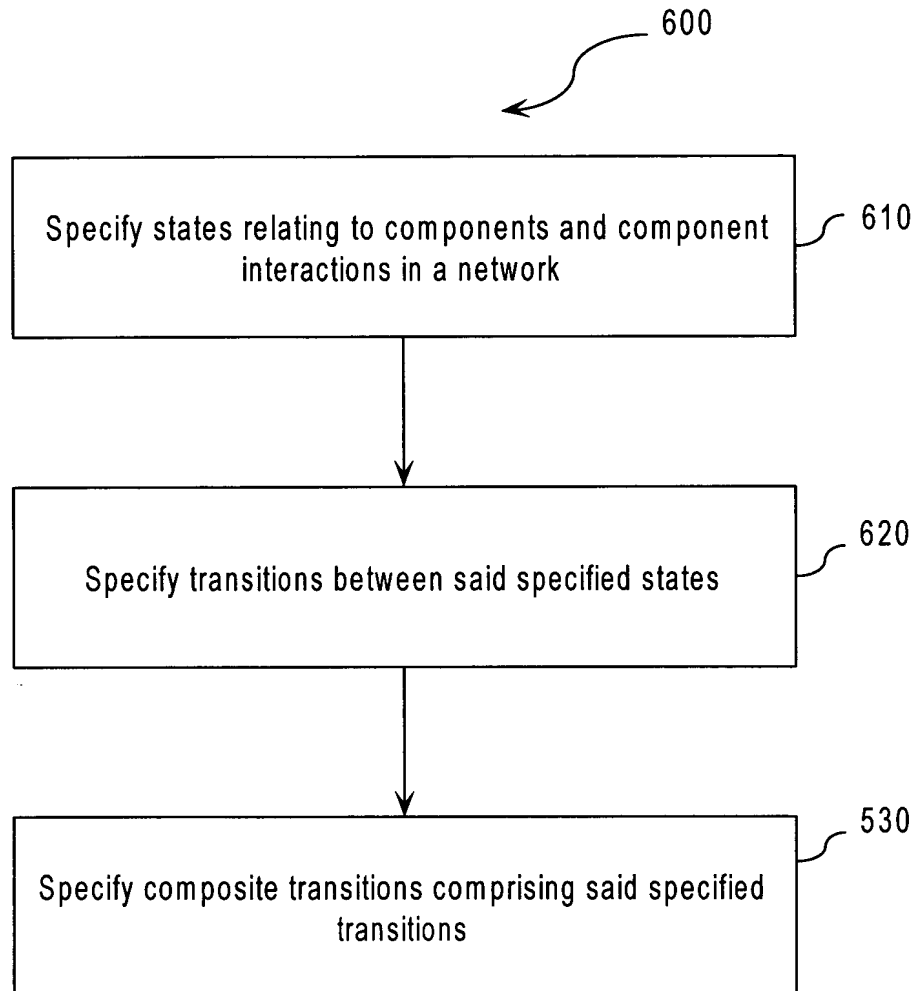 600
Specify states relating to components and component
interactions in a network
610
Specify transitions between said specified states
620
Specify composite transitions comprising said specified
transitions
530